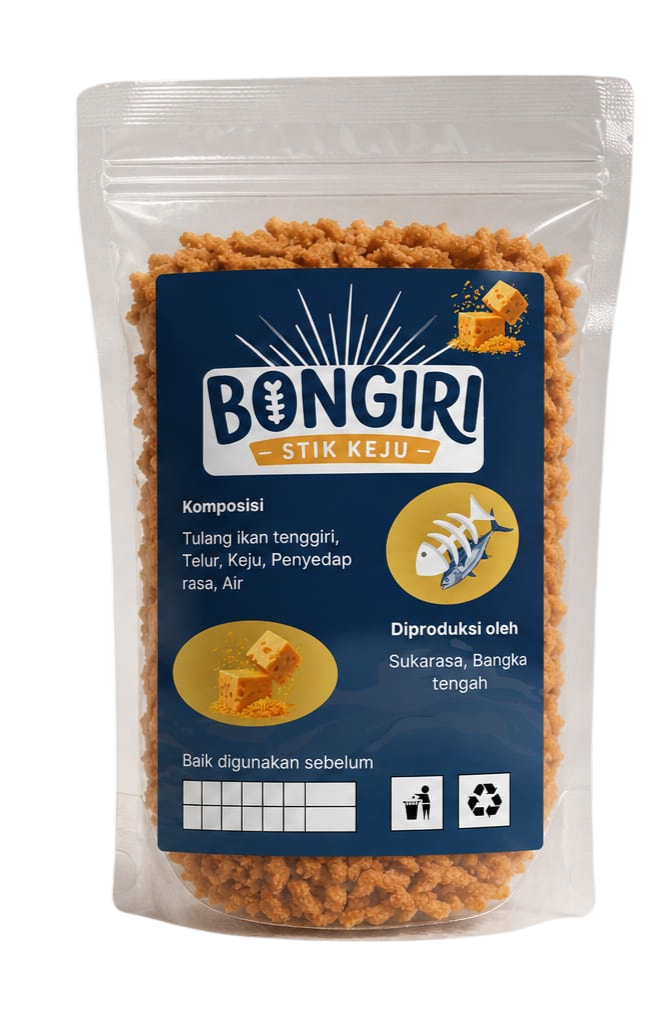 BONGIRI
– STIK KEJU –
Komposisi
Tulang ikan tenggiri,
Telur, Keju, Penyedap
rasa, Air
Diproduksi oleh
Sukarasa, Bangka
tengah
Baik digunakan sebelum